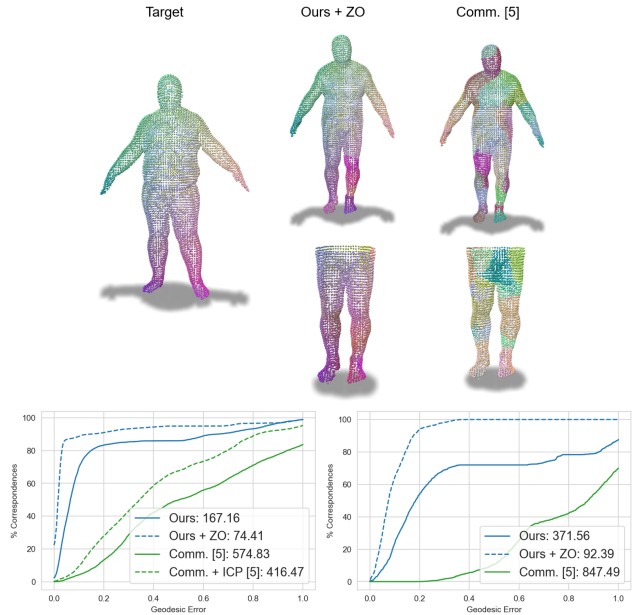 Target
Ours + ZO
Comm. [5]
100
80
60
40
20
0
% Correspondences
0.0 0.2 0.4 0.6 0.8 1.0
Geodesic Error
Ours: 167.16
Ours + ZO: 74.41
Comm. [5]: 574.83
Comm. + ICP [5]: 416.47
100
80
60
40
20
0
% Correspondences
0.0 0.2 0.4 0.6 0.8 1.0
Geodesic Error
Ours: 371.56
Ours + ZO: 92.39
Comm. [5]: 847.49